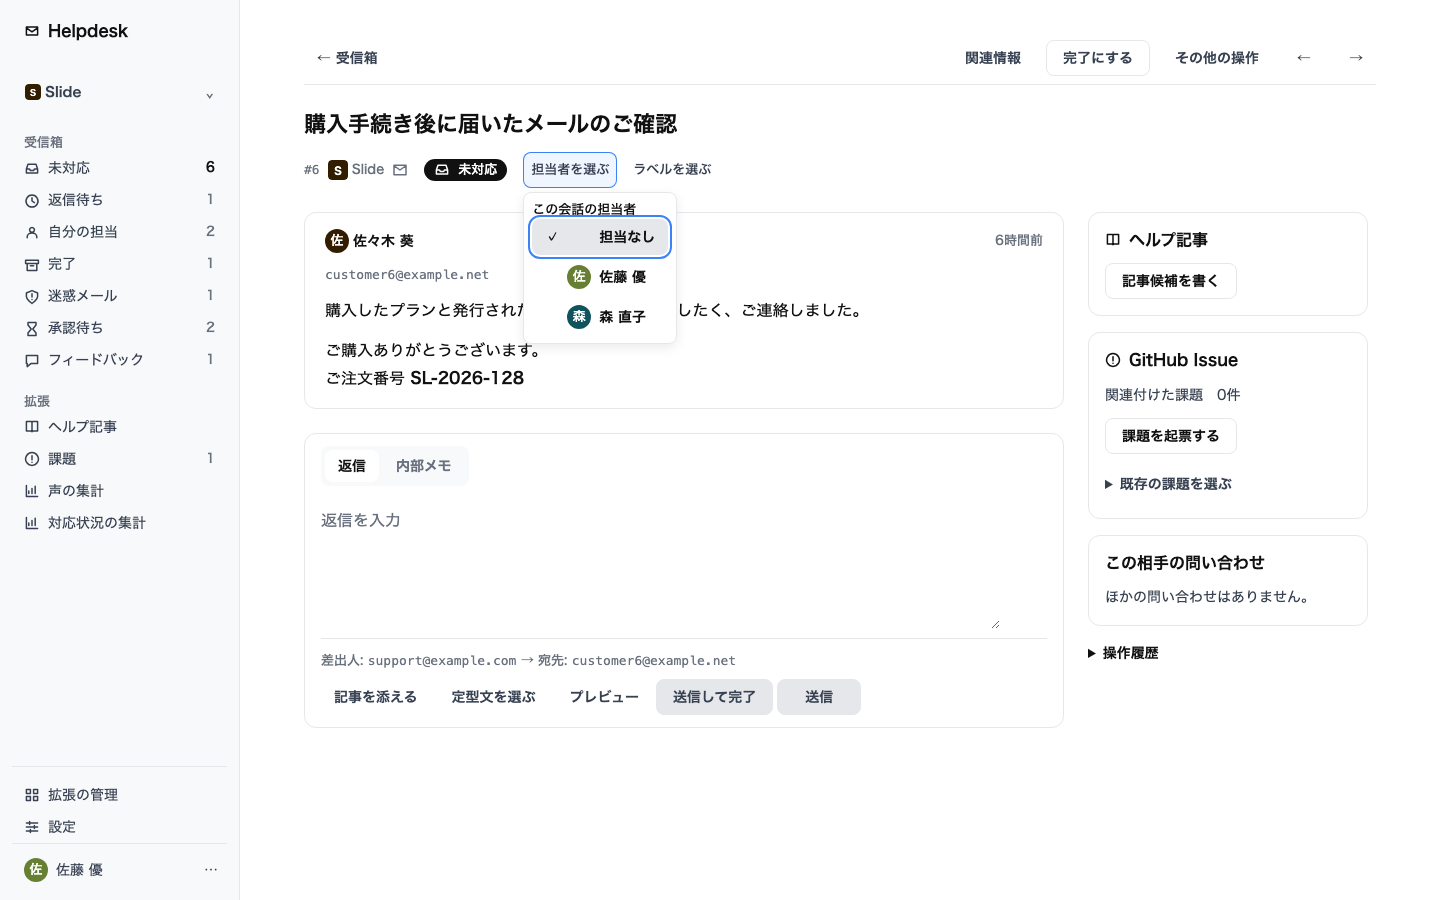 Helpdesk
S Slide
受信箱
未対応 6
返信待ち 1
自分の担当 2
完了 1
迷惑メール 1
承認待ち 2
フィードバック 1
拡張
ヘルプ記事
課題 1
声の集計
対応状況の集計
拡張の管理
設定
佐 佐藤 優 …
← 受信箱
関連情報 完了にする その他の操作 ← →
購入手続き後に届いたメールのご確認
#6 S Slide 未対応 担当者を選ぶ ラベルを選ぶ
この会話の担当者
✓ 担当なし
佐 佐藤 優
森 森 直子
佐 佐々木 葵 6時間前
customer6@example.net
購入したプランと発行され したく、ご連絡しました。
ご購入ありがとうございます。
ご注文番号 SL-2026-128
返信 内部メモ
返信を入力
差出人: support@example.com → 宛先: customer6@example.net
記事を添える 定型文を選ぶ プレビュー 送信して完了 送信
ヘルプ記事
記事候補を書く
GitHub Issue
関連付けた課題 0件
課題を起票する
▶ 既存の課題を選ぶ
この相手の問い合わせ
ほかの問い合わせはありません。
▶ 操作履歴